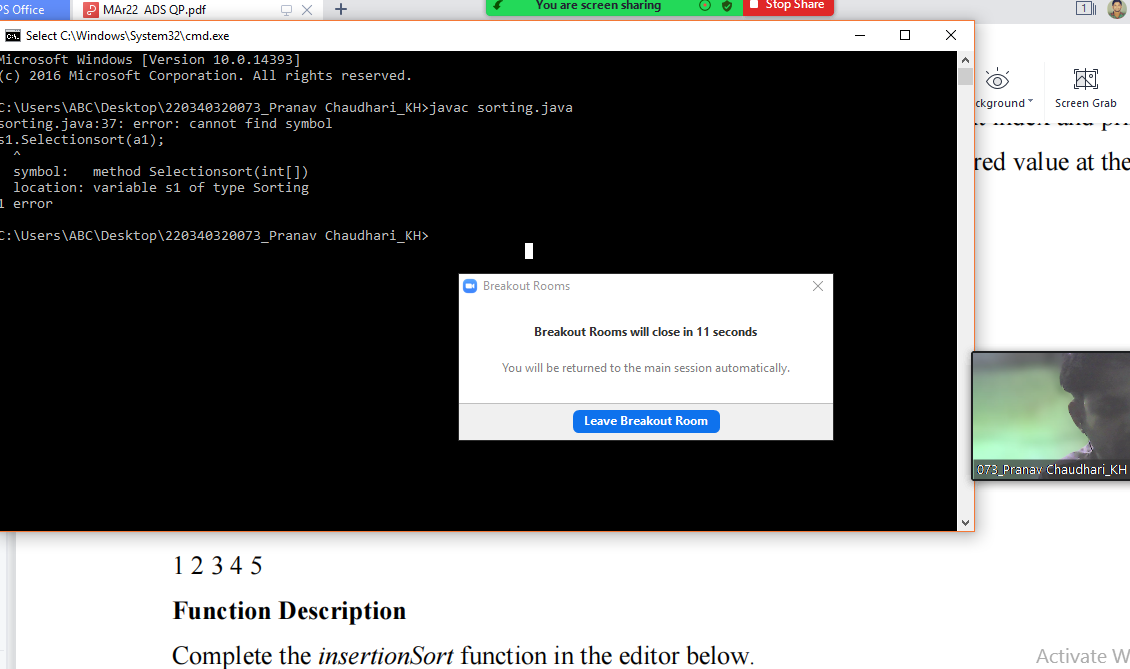 PS Office
MAr22 ADS QP.pdf
You are screen sharing
Stop Share
1
Select C:\Windows\System32\cmd.exe
Microsoft Windows [Version 10.0.14393]
(c) 2016 Microsoft Corporation. All rights reserved.
C:\Users\ABC\Desktop\220340320073_Pranav Chaudhari_KH>javac sorting.java
sorting.java:37: error: cannot find symbol
s1.Selectionsort(a1);
^
symbol:   method Selectionsort(int[])
location: variable s1 of type Sorting
1 error
C:\Users\ABC\Desktop\220340320073_Pranav Chaudhari_KH>
ckground
Screen Grab
red value at the
Breakout Rooms
Breakout Rooms will close in 11 seconds
You will be returned to the main session automatically.
Leave Breakout Room
073_Pranav Chaudhari_KH
1 2 3 4 5
Function Description
Complete the insertionSort function in the editor below.
Activate W